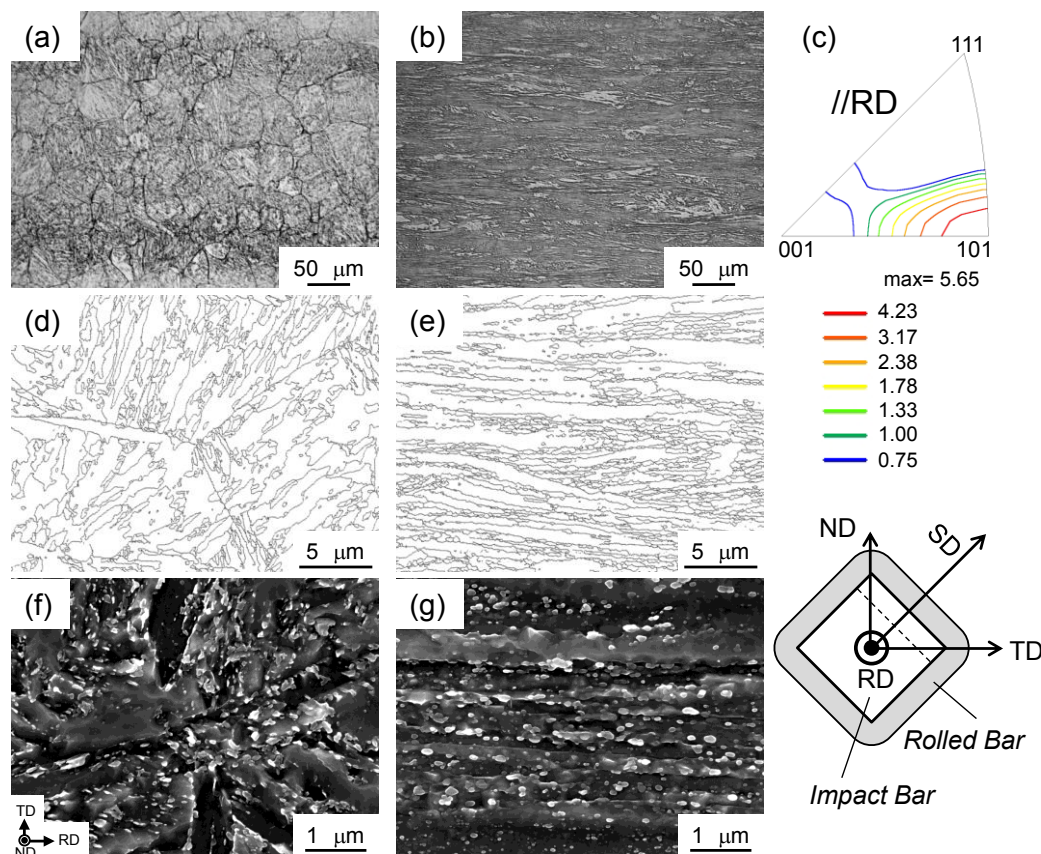 (a)
50 μm
(b)
50 μm
(c)
111
//RD
001
101
max= 5.65
4.23
3.17
2.38
1.78
1.33
1.00
0.75
(d)
5 μm
(e)
5 μm
(f)
TD
RD
ND
1 μm
(g)
1 μm
ND
SD
TD
RD
Rolled Bar
Impact Bar